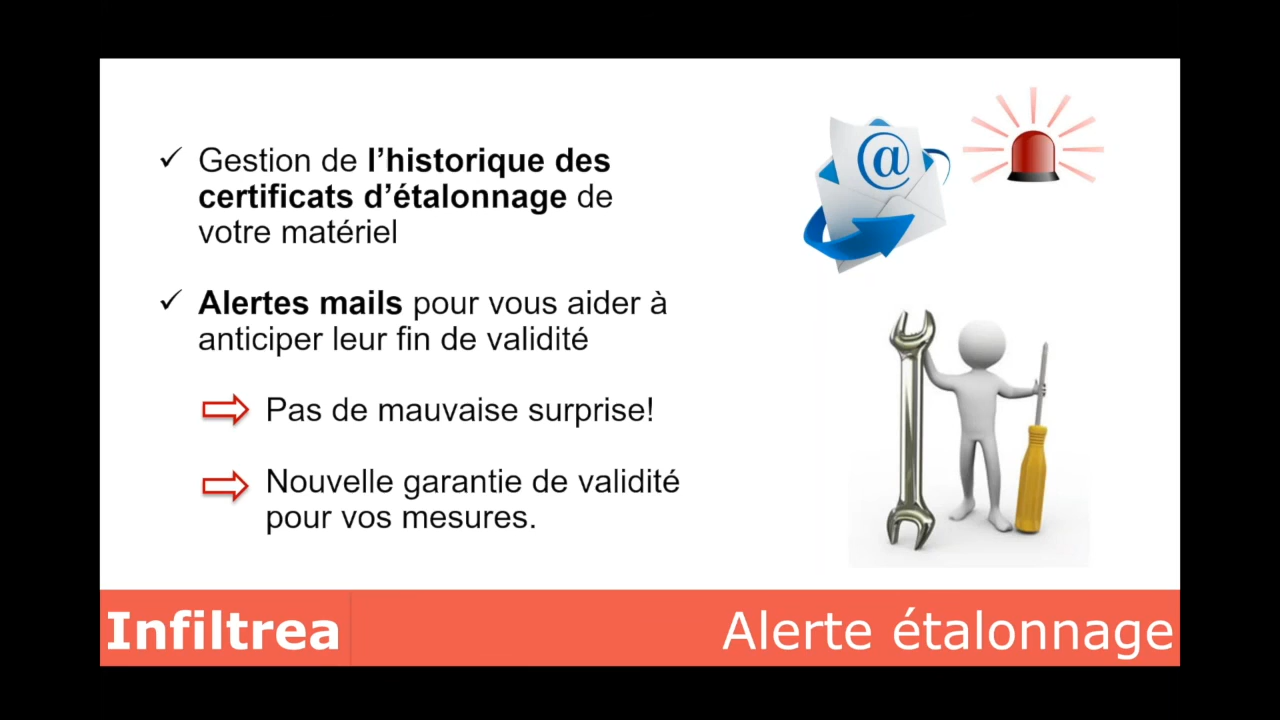 ✓ Gestion de l’historique des
certificats d’étalonnage de
votre matériel
✓ Alertes mails pour vous aider à
anticiper leur fin de validité
⇨ Pas de mauvaise surprise!
⇨ Nouvelle garantie de validité
pour vos mesures.
@
Infiltrea
Alerte étalonnage